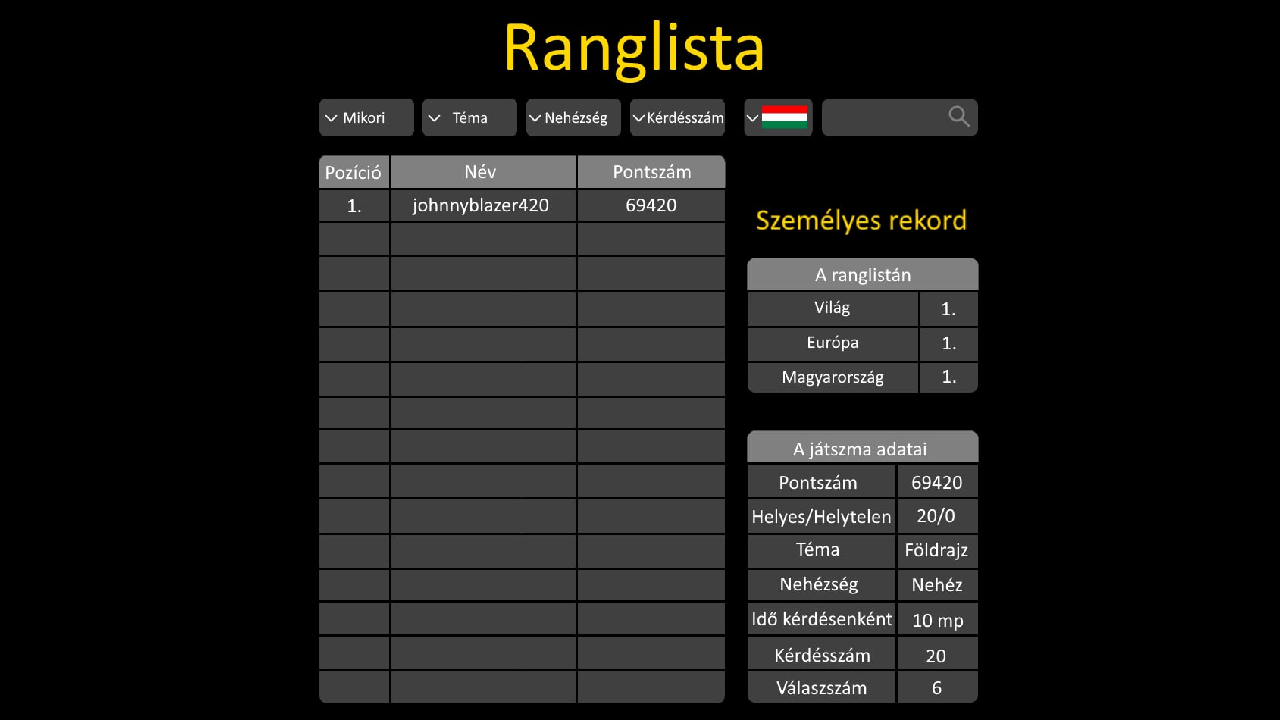 Ranglista
Mikori Téma Nehézség Kérdésszám
Pozíció Név Pontszám
1. johnnyblazer420 69420
Személyes rekord
A ranglistán
Világ 1.
Európa 1.
Magyarország 1.
A játszma adatai
Pontszám 69420
Helyes/Helytelen 20/0
Téma Földrajz
Nehézség Nehéz
Idő kérdésenként 10 mp
Kérdésszám 20
Válaszszám 6